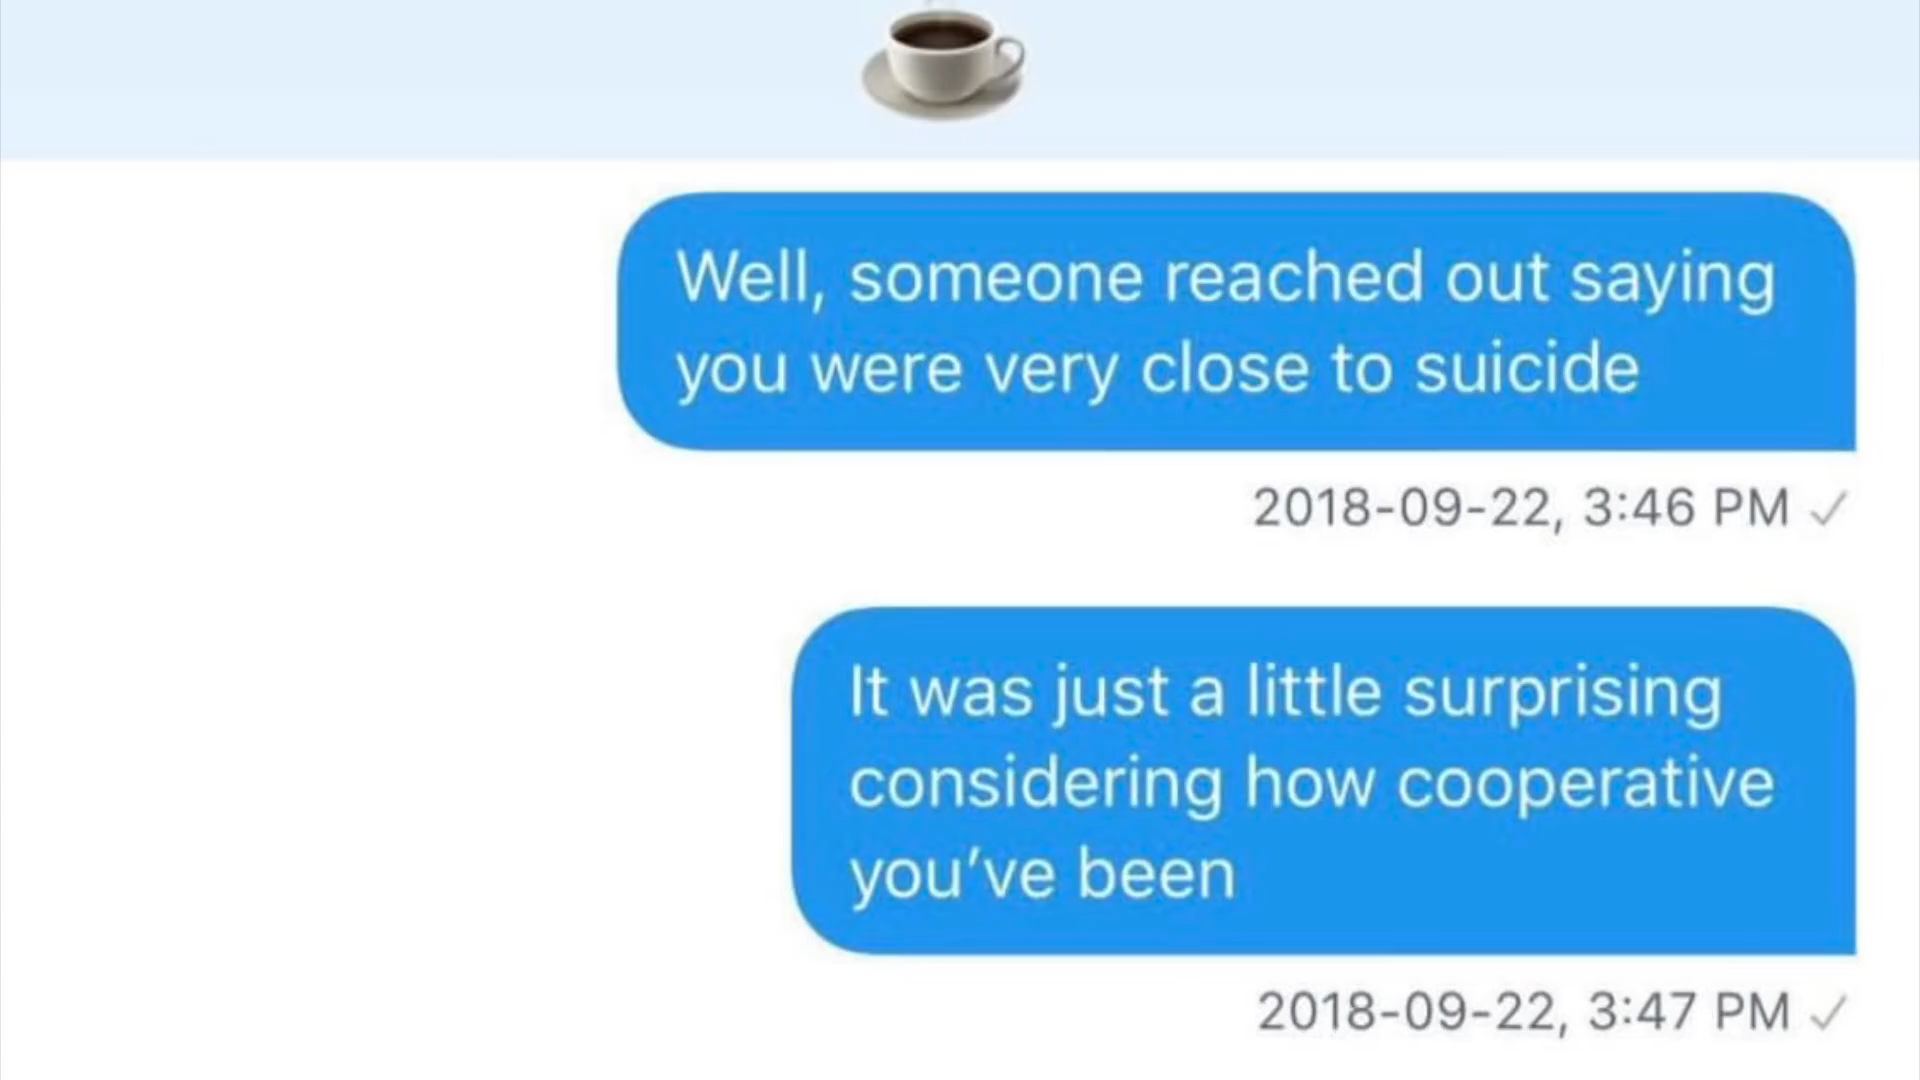 Well, someone reached out saying
you were very close to suicide
2018-09-22, 3:46 PM ✓
It was just a little surprising
considering how cooperative
you've been
2018-09-22, 3:47 PM ✓